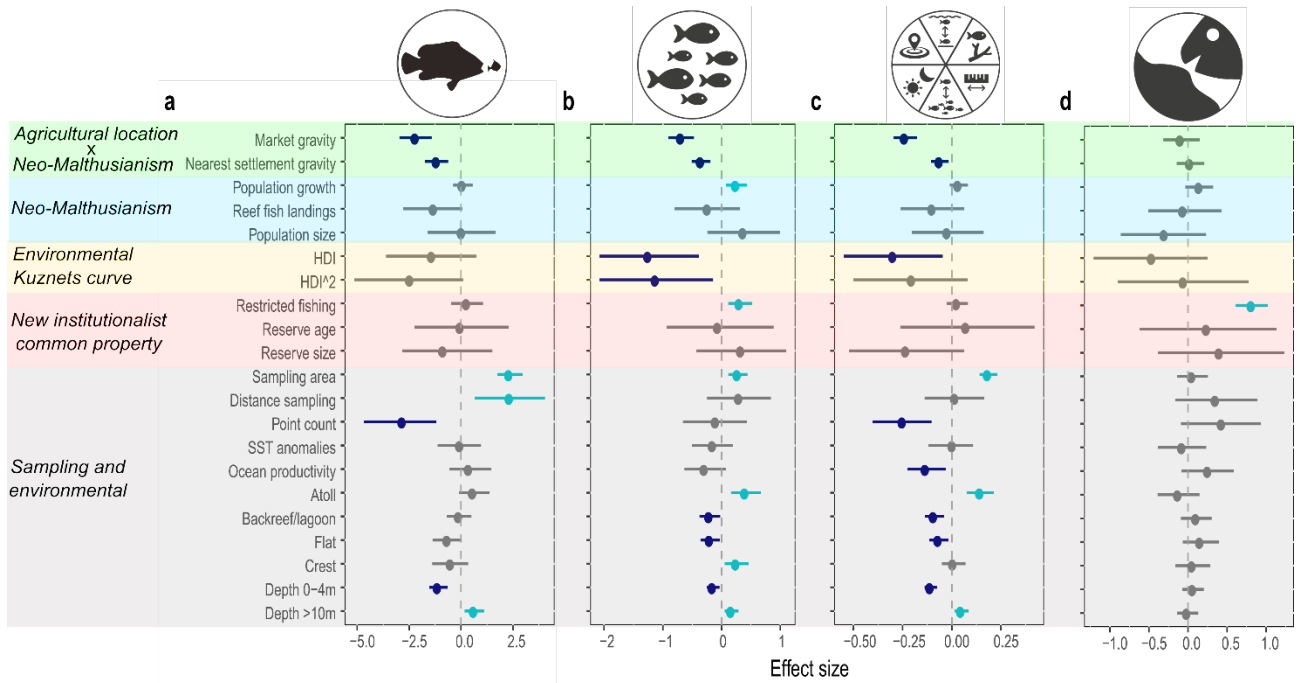 a
b
c
d
Agricultural location
x
Neo-Malthusianism
Neo-Malthusianism
Environmental
Kuznets curve
New institutionalist
common property
Sampling and
environmental
Market gravity
Nearest settlement gravity
Population growth
Reef fish landings
Population size
HDI
HDI^2
Restricted fishing
Reserve age
Reserve size
Sampling area
Distance sampling
Point count
SST anomalies
Ocean productivity
Atoll
Backreef/lagoon
Flat
Crest
Depth 0−4m
Depth >10m
−5.0 −2.5 0.0 2.5
−2 −1 0 1
−0.50 −0.25 0.00 0.25
−1.0 −0.5 0.0 0.5 1.0
Effect size